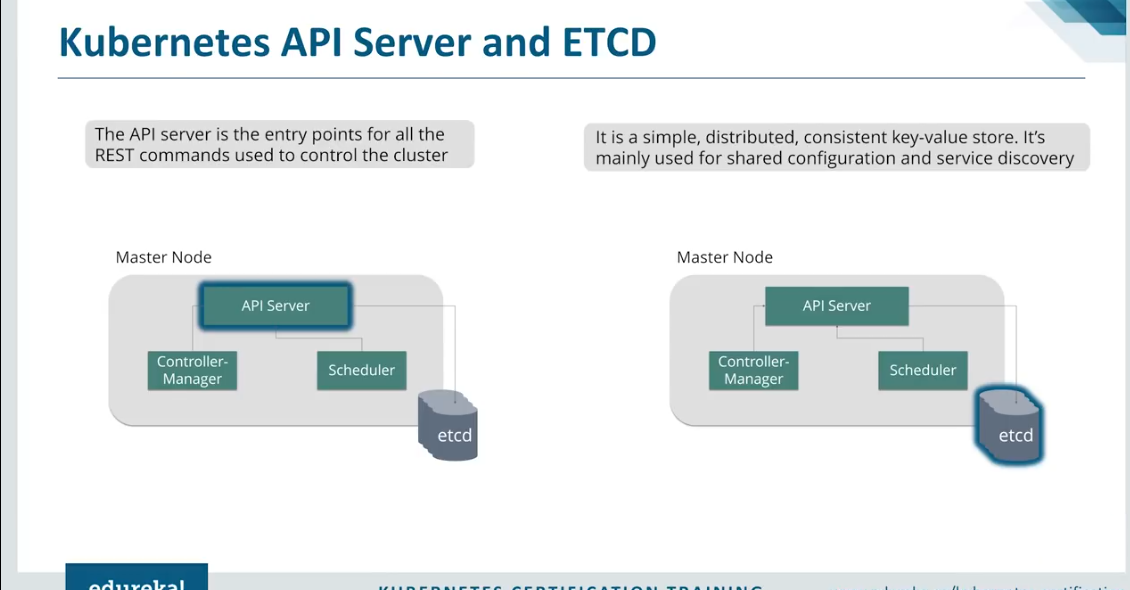 Kubernetes API Server and ETCD
The API server is the entry points for all the
REST commands used to control the cluster
It is a simple, distributed, consistent key-value store. It's
mainly used for shared configuration and service discovery
Master Node
API Server
Controller-
Manager
Scheduler
etcd
Master Node
API Server
Controller-
Manager
Scheduler
etcd
edureka!
KUBERNETES CERTIFICATION TRAINING